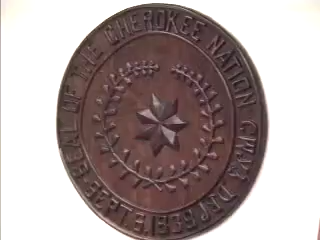 SEAL OF THE CHEROKEE NATION
SEPT. 6, 1839